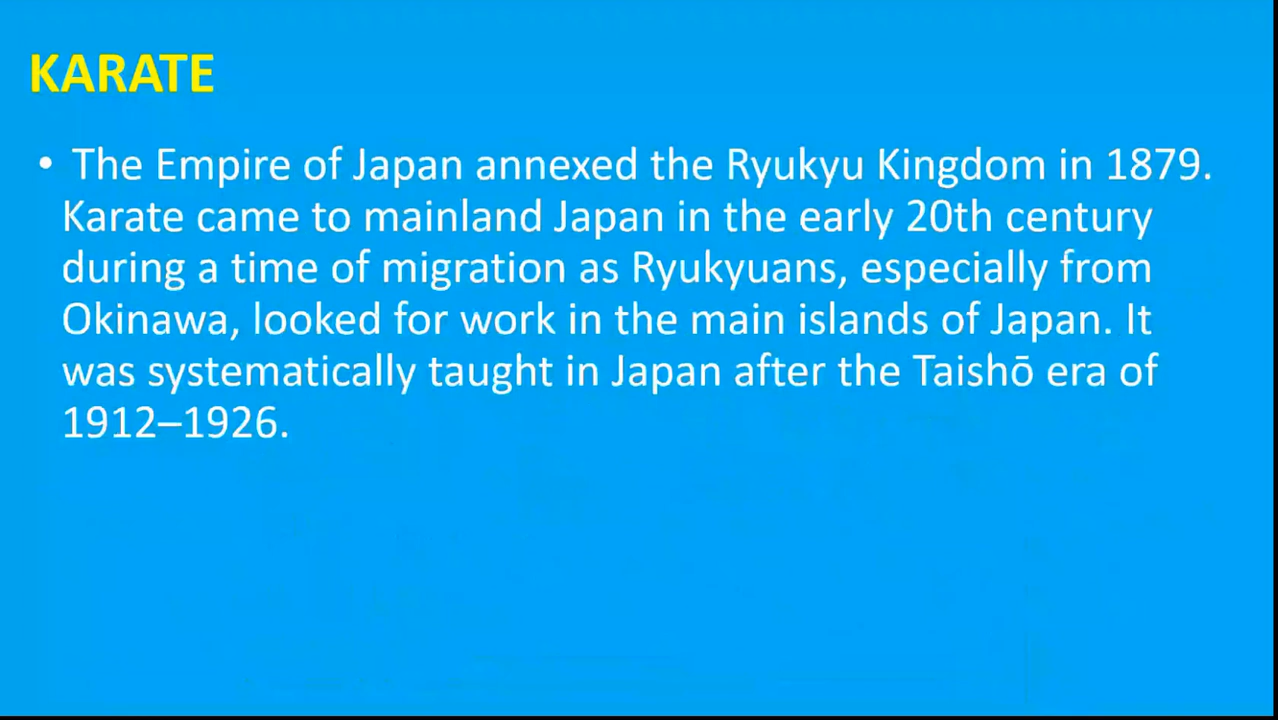 KARATE
• The Empire of Japan annexed the Ryukyu Kingdom in 1879.
Karate came to mainland Japan in the early 20th century
during a time of migration as Ryukyuans, especially from
Okinawa, looked for work in the main islands of Japan. It
was systematically taught in Japan after the Taishō era of
1912–1926.